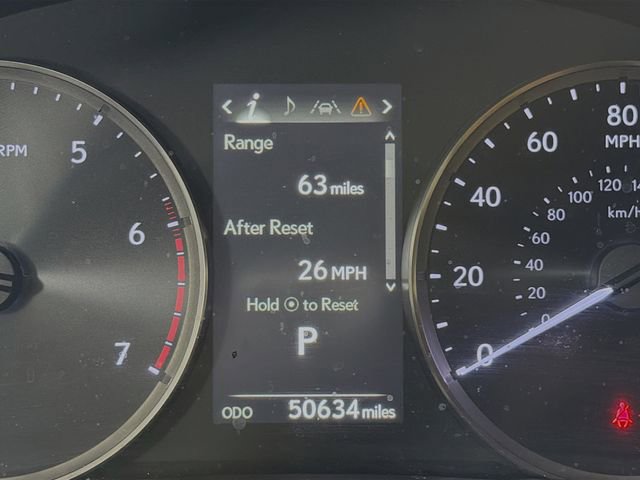 RPM
5
6
7
Range
63 miles
After Reset
26 MPH
Hold to Reset
P
ODO 50634 miles
80
MPH
60
40
20
0
120
100
80
km/h
60
40
20
0